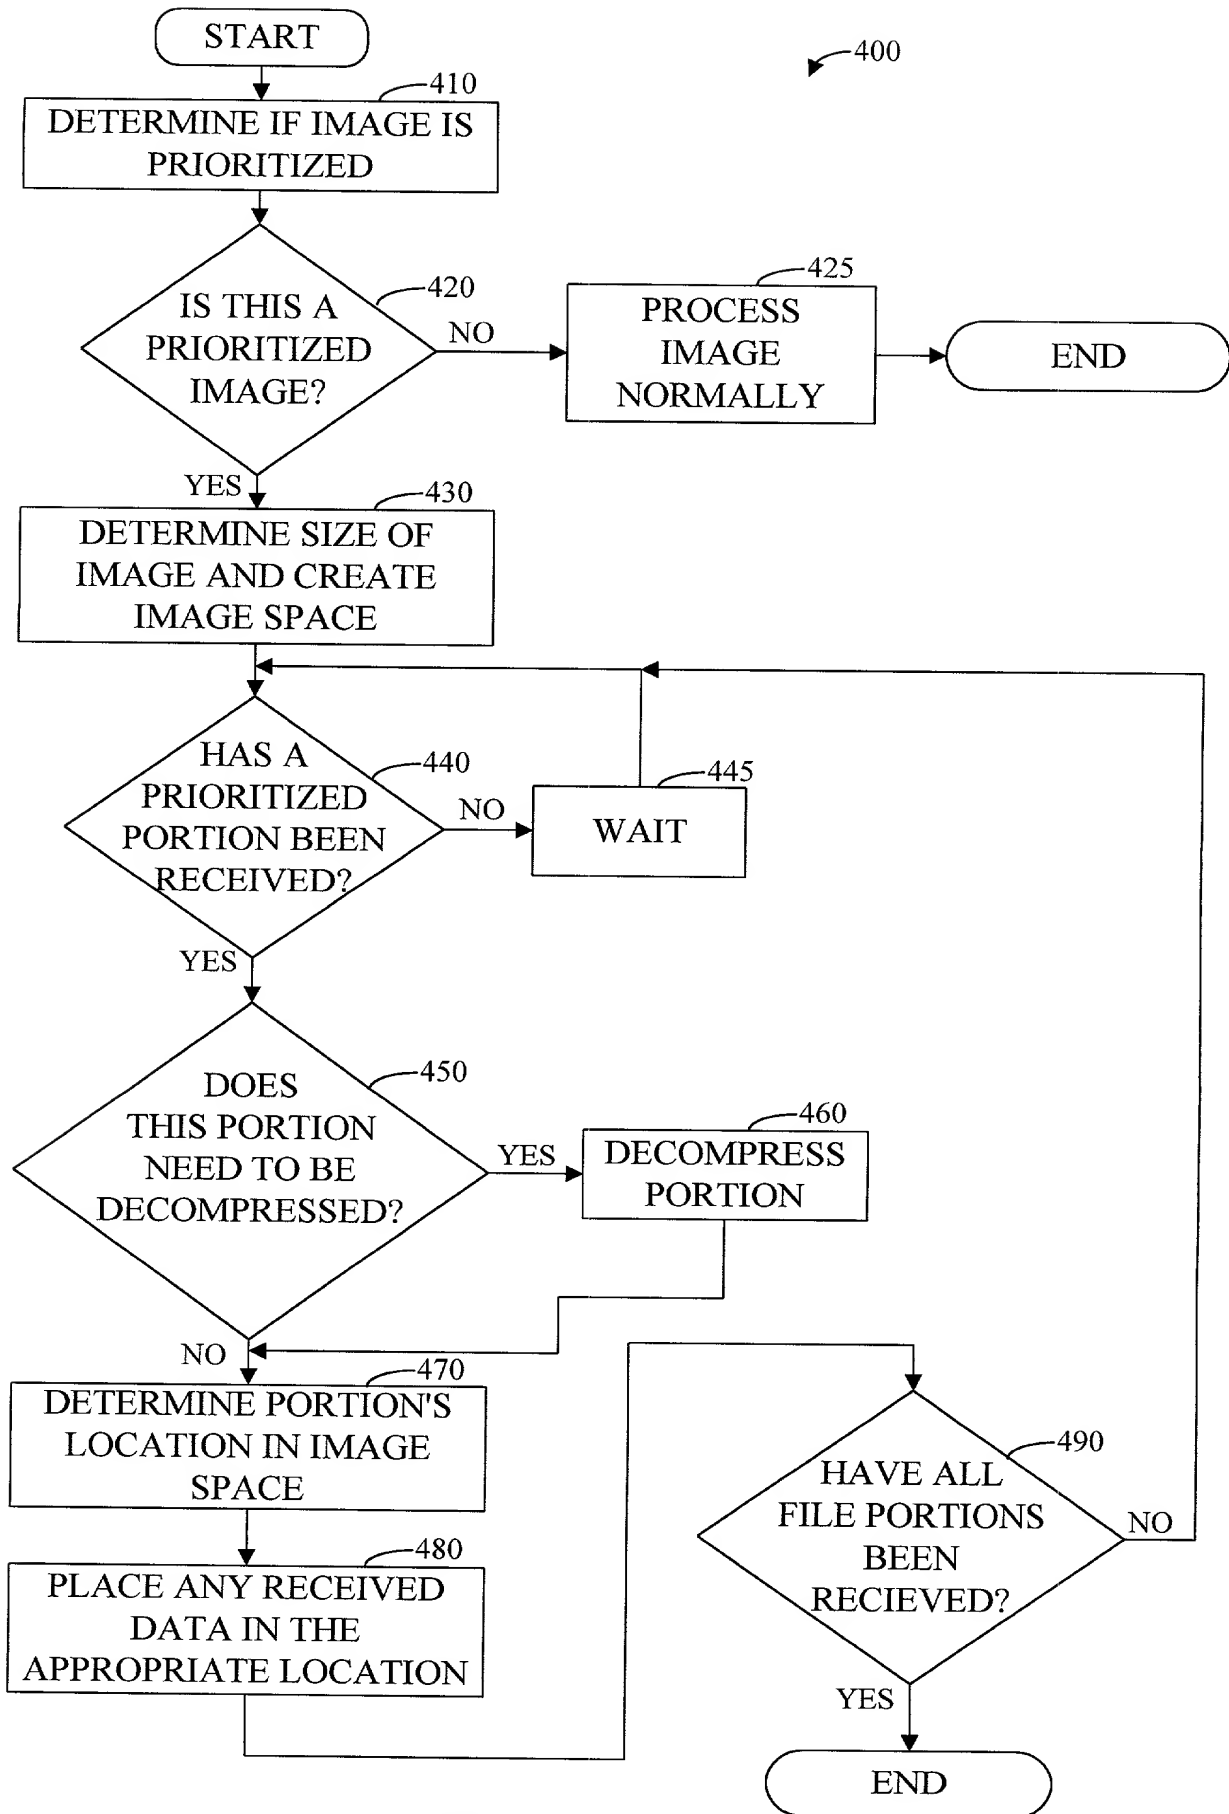 START
400
410
DETERMINE IF IMAGE IS
PRIORITIZED
420
IS THIS A
PRIORITIZED
IMAGE?
NO
425
PROCESS
IMAGE
NORMALLY
END
YES
430
DETERMINE SIZE OF
IMAGE AND CREATE
IMAGE SPACE
440
HAS A
PRIORITIZED
PORTION BEEN
RECEIVED?
NO
445
WAIT
YES
450
DOES
THIS PORTION
NEED TO BE
DECOMPRESSED?
YES
460
DECOMPRESS
PORTION
NO
470
DETERMINE PORTION'S
LOCATION IN IMAGE
SPACE
480
PLACE ANY RECEIVED
DATA IN THE
APPROPRIATE LOCATION
490
HAVE ALL
FILE PORTIONS
BEEN
RECIEVED?
NO
YES
END